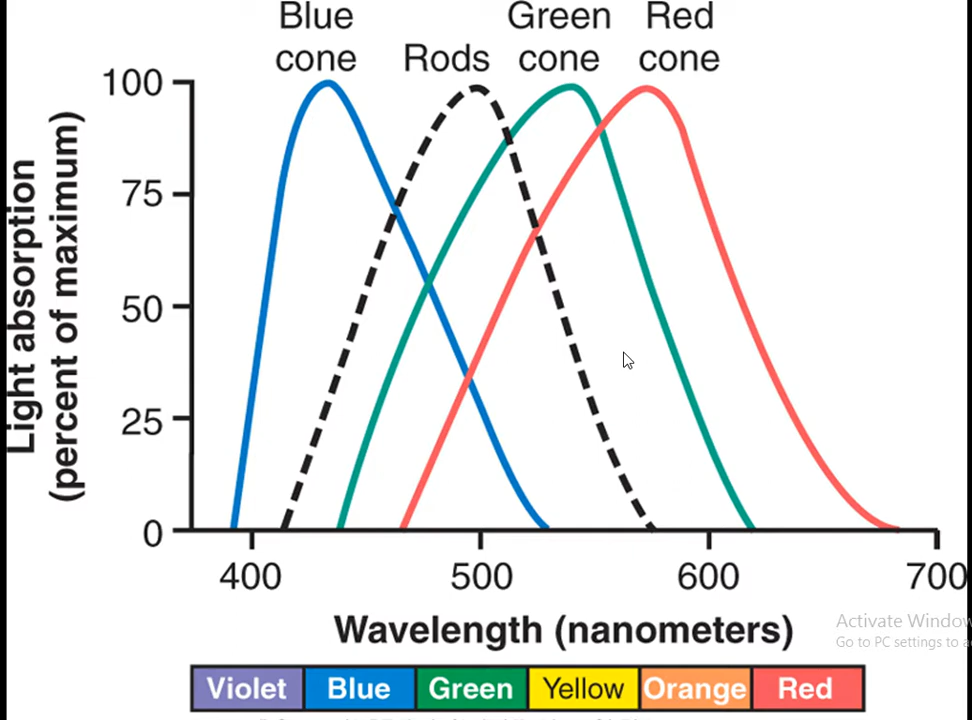 Blue
cone
Rods
Green
cone
Red
cone
Light absorption
(percent of maximum)
100
75
50
25
0
400
500
600
700
Wavelength (nanometers)
Activate Window
Go to PC settings to a
Violet
Blue
Green
Yellow
Orange
Red